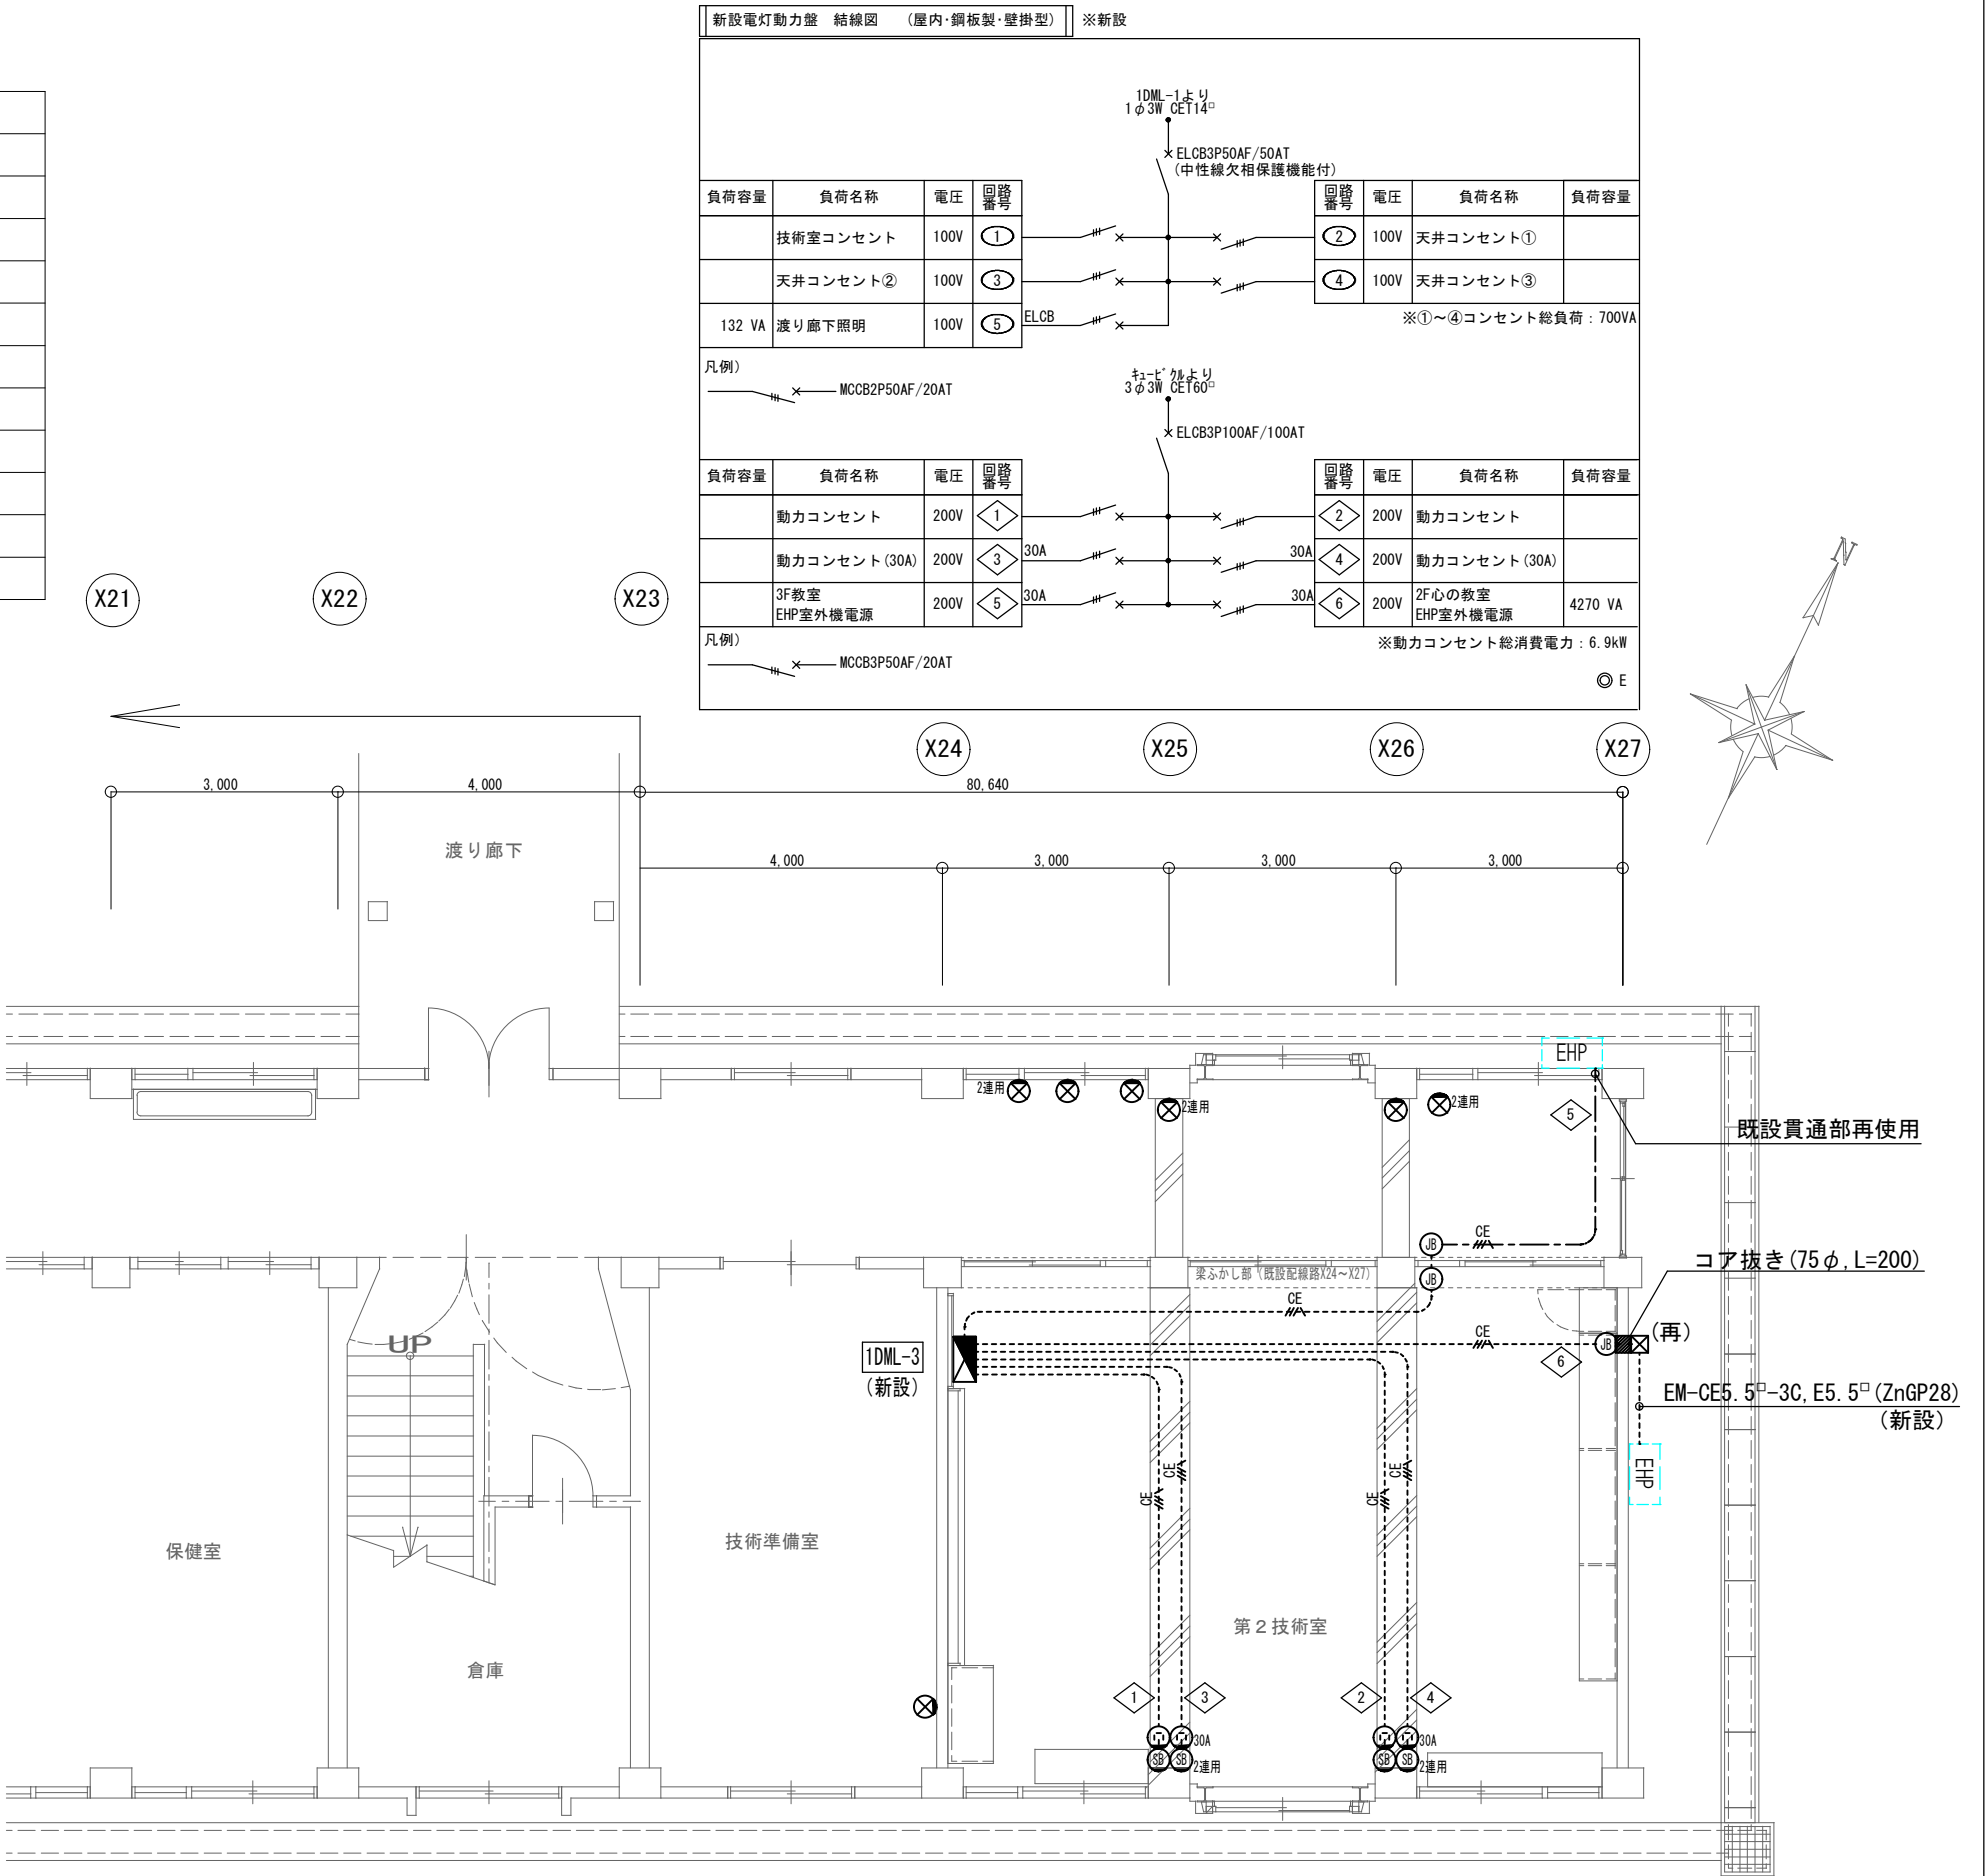 新設電灯動力盤　結線図　（屋内･鋼板製･壁掛型） ※新設
1DML-1より
1φ3W CET14□
ELCB3P50AF/50AT
(中性線欠相保護機能付)
負荷容量 負荷名称 電圧 回路番号 回路番号 電圧 負荷名称 負荷容量
技術室コンセント 100V 1 2 100V 天井コンセント①
天井コンセント② 100V 3 4 100V 天井コンセント③
132 VA 渡り廊下照明 100V 5 ELCB ※①～④コンセント総負荷：700VA
凡例）
MCCB2P50AF/20AT
ｷｭｰﾋﾞｸﾙより
3φ3W CET60□
ELCB3P100AF/100AT
負荷容量 負荷名称 電圧 回路番号 回路番号 電圧 負荷名称 負荷容量
動力コンセント 200V 1 2 200V 動力コンセント
動力コンセント(30A) 200V 3 30A 30A 4 200V 動力コンセント(30A)
3F教室
EHP室外機電源 200V 5 30A 30A 6 200V 2F心の教室
EHP室外機電源 4270 VA
凡例）
※動力コンセント総消費電力：6.9kW
MCCB3P50AF/20AT
E
N
X21 X22 X23
X24 X25 X26 X27
3,000 4,000 80,640
4,000 3,000 3,000 3,000
渡り廊下
EHP
2連用
2連用
2連用
5
既設貫通部再使用
JB CE
コア抜き(75φ,L=200)
梁ふかし部（既設配線路X24～X27）
JB
CE
UP
1DML-3
（新設）
CE
JB
(再)
6
EM-CE5.5□-3C,E5.5□(ZnGP28)
（新設）
EHP
CE CE CE CE
保健室
技術準備室
第２技術室
倉庫
1 3 2 4
30A 30A
SB SB 2連用 SB SB 2連用